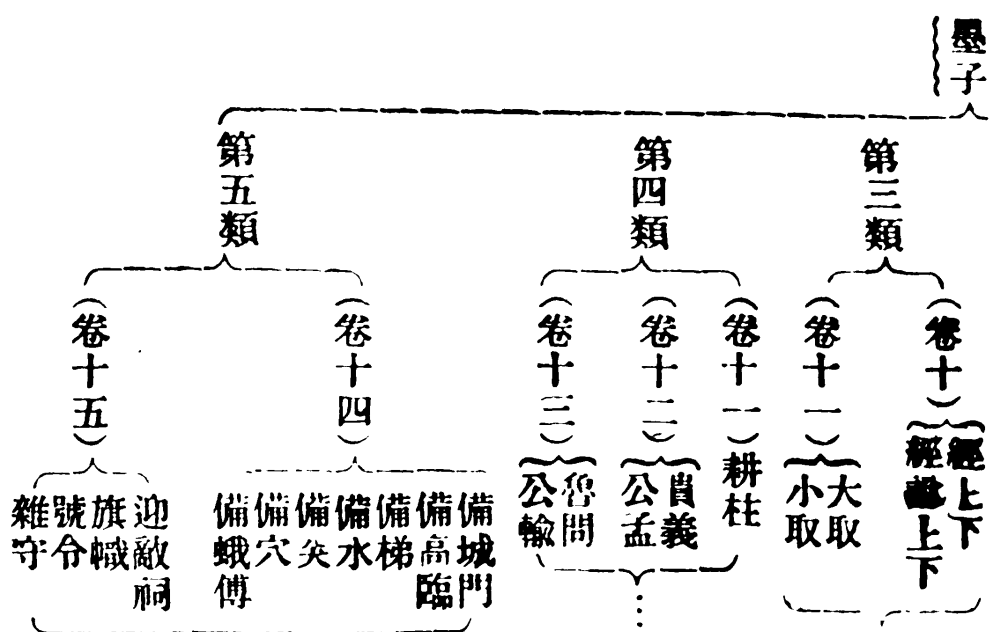 墨子
第三類
（卷十）
經上下
經說上下
（卷十一）
大取
小取
第四類
（卷十一）
耕柱
（卷十二）
貴義
公孟
（卷十三）
魯問
公輸
第五類
（卷十四）
備城門
備高臨
備梯
備水
備突
備穴
備蛾傅
（卷十五）
迎敵祠
旗幟
號令
雜守